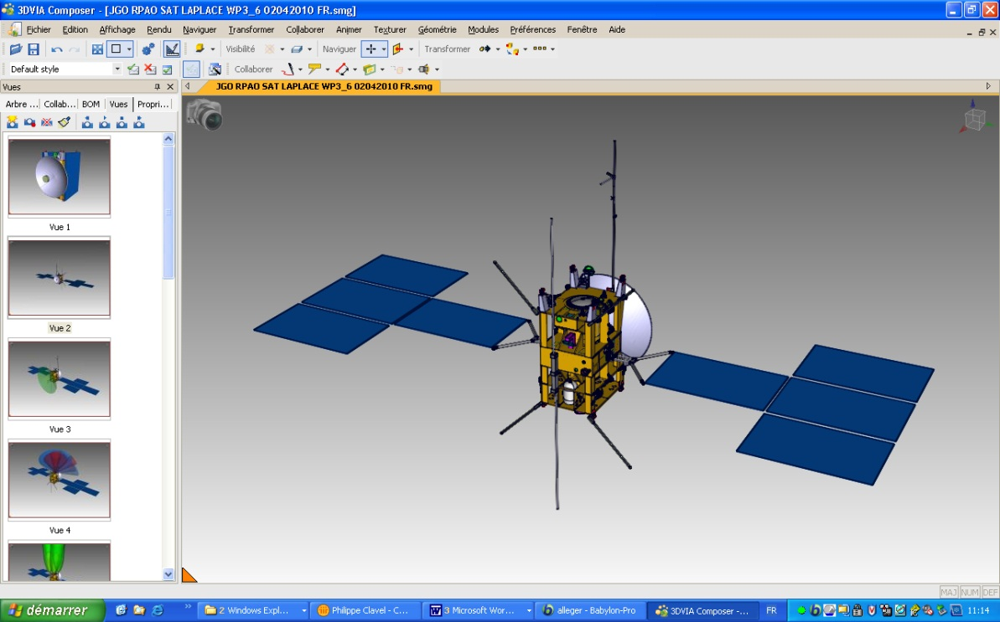 3DVIA Composer - [JGO RPAO SAT LAPLACE WP3_6 02042010 FR.smg]
Fichier Edition Affichage Rendu Naviguer Transformer Collaborer Animer Texturer Géométrie Modules Préférences Fenêtre Aide
Visibilité Naviguer Transformer
Default style Collaborer
Vues JGO RPAO SAT LAPLACE WP3_6 02042010 FR.smg
Arbre ... Collab... BOM Vues Propri...
Vue 1
Vue 2
Vue 3
Vue 4
MAJ NUM DEF
démarrer 2 Windows Expl... Philippe Clavel - C... 3 Microsoft Wor... alleger - Babylon-Pro 3DVIA Composer -... FR 11:14